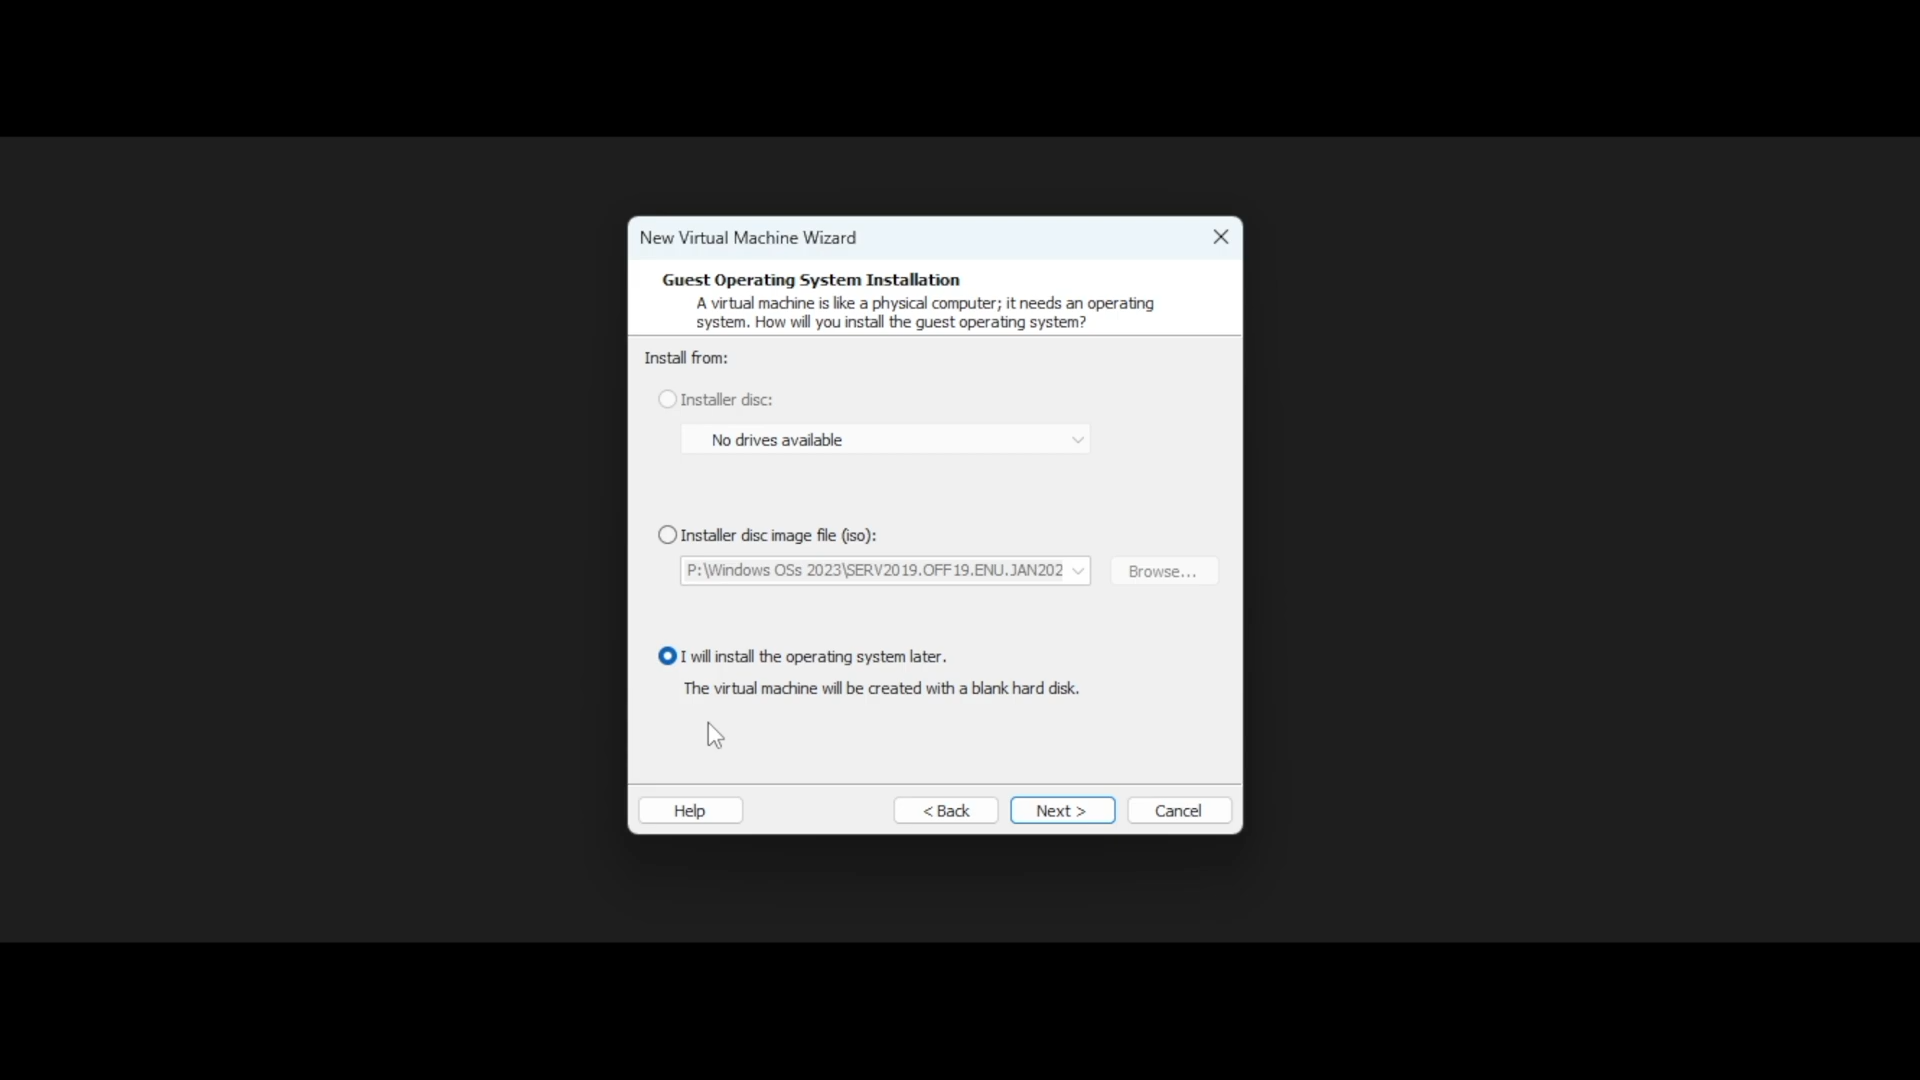 New Virtual Machine Wizard
Guest Operating System Installation
A virtual machine is like a physical computer; it needs an operating
system. How will you install the guest operating system?
Install from:
Installer disc:
No drives available
Installer disc image file (iso):
P:\Windows OSs 2023\SERV2019.OFF19.ENU.JAN202
Browse...
I will install the operating system later.
The virtual machine will be created with a blank hard disk.
Help
< Back
Next >
Cancel